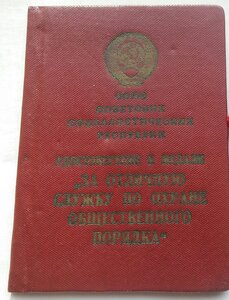 СОЮЗ
СОВЕТСКИХ
СОЦИАЛИСТИЧЕСКИХ
РЕСПУБЛИК
УДОСТОВЕРЕНИЕ К МЕДАЛИ
„ЗА ОТЛИЧНУЮ
СЛУЖБУ ПО ОХРАНЕ
ОБЩЕСТВЕННОГО
ПОРЯДКА"